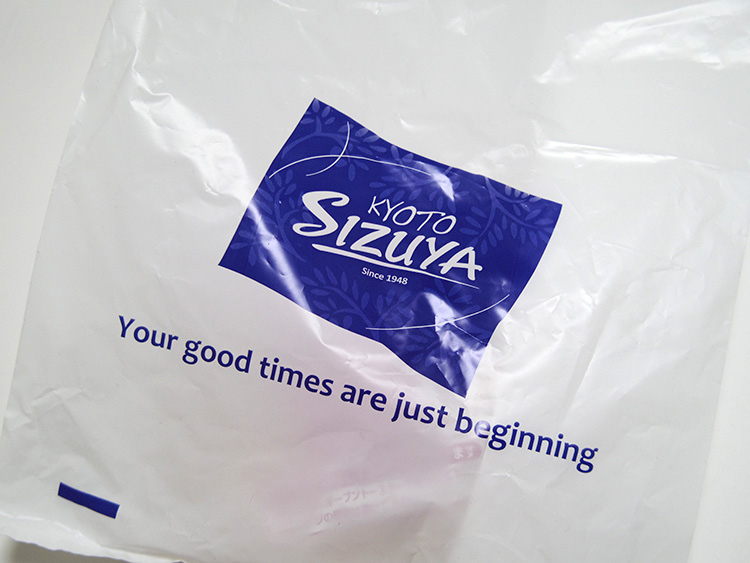 KYOTO
SIZUYA
Since 1948
Your good times are just beginning